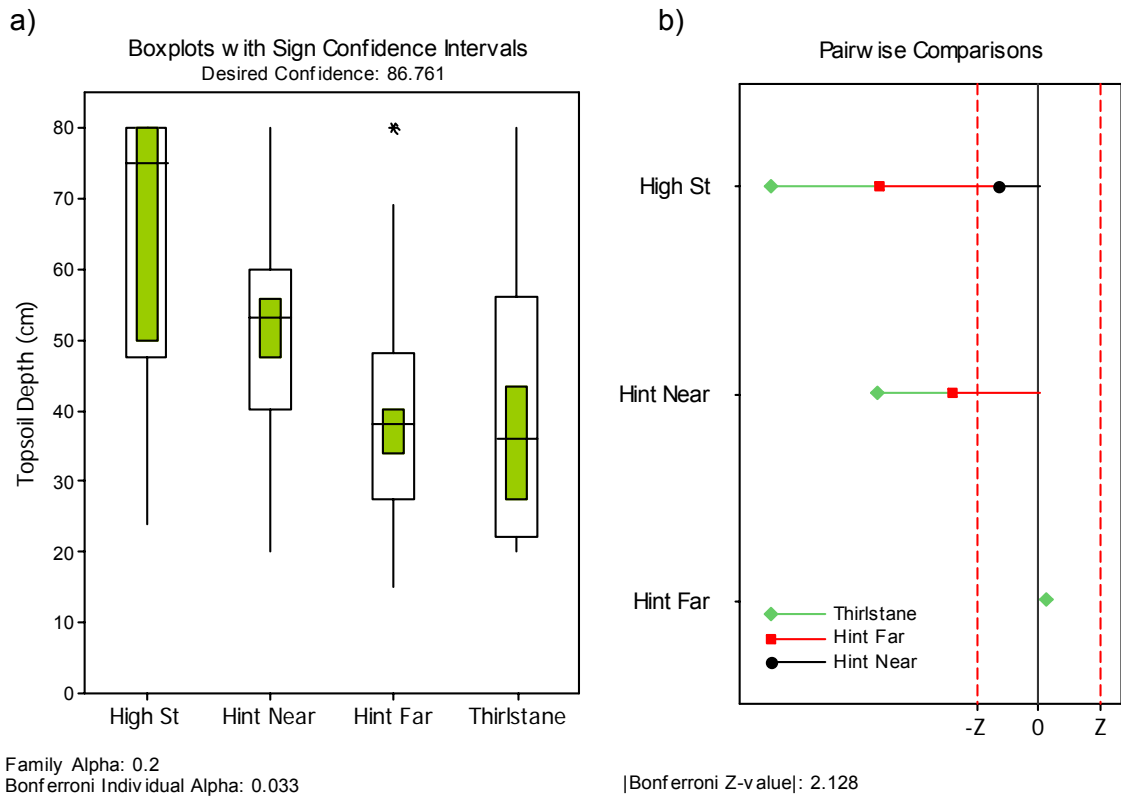 a)
Boxplots with Sign Confidence Intervals
Desired Confidence: 86.761
80
70
60
50
40
30
20
10
0
Topsoil Depth (cm)
High St
Hint Near
Hint Far
Thirlstane
Family Alpha: 0.2
Bonferroni Individual Alpha: 0.033
b)
Pairwise Comparisons
High St
Hint Near
Hint Far
Thirlstane
Hint Far
Hint Near
-Z
0
Z
|Bonferroni Z-value|: 2.128